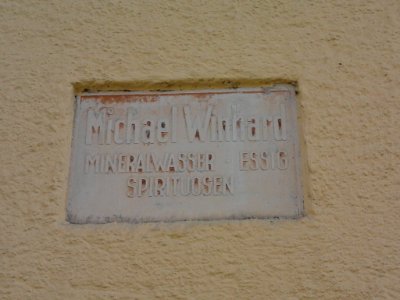 Michael Winhard
MINERALWASSER ESSIG
SPIRITUOSEN